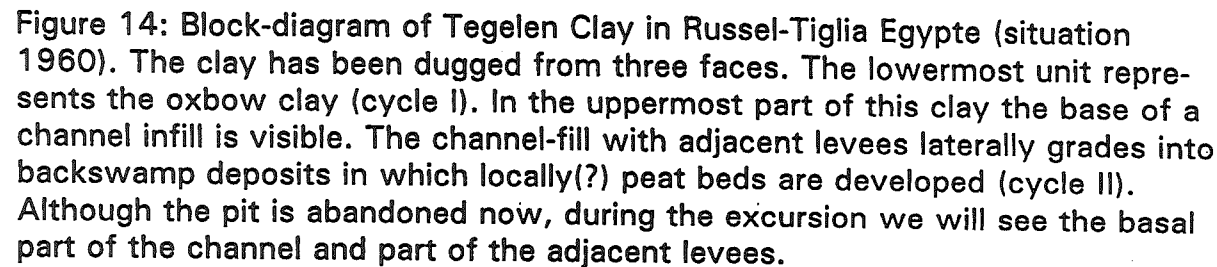 Figure 14: Block-diagram of Tegelen Clay in Russel-Tiglia Egypte (situation
1960). The clay has been dugged from three faces. The lowermost unit repre-
sents the oxbow clay (cycle I). In the uppermost part of this clay the base of a
channel infill is visible. The channel-fill with adjacent levees laterally grades into
backswamp deposits in which locally(?) peat beds are developed (cycle II).
Although the pit is abandoned now, during the excursion we will see the basal
part of the channel and part of the adjacent levees.